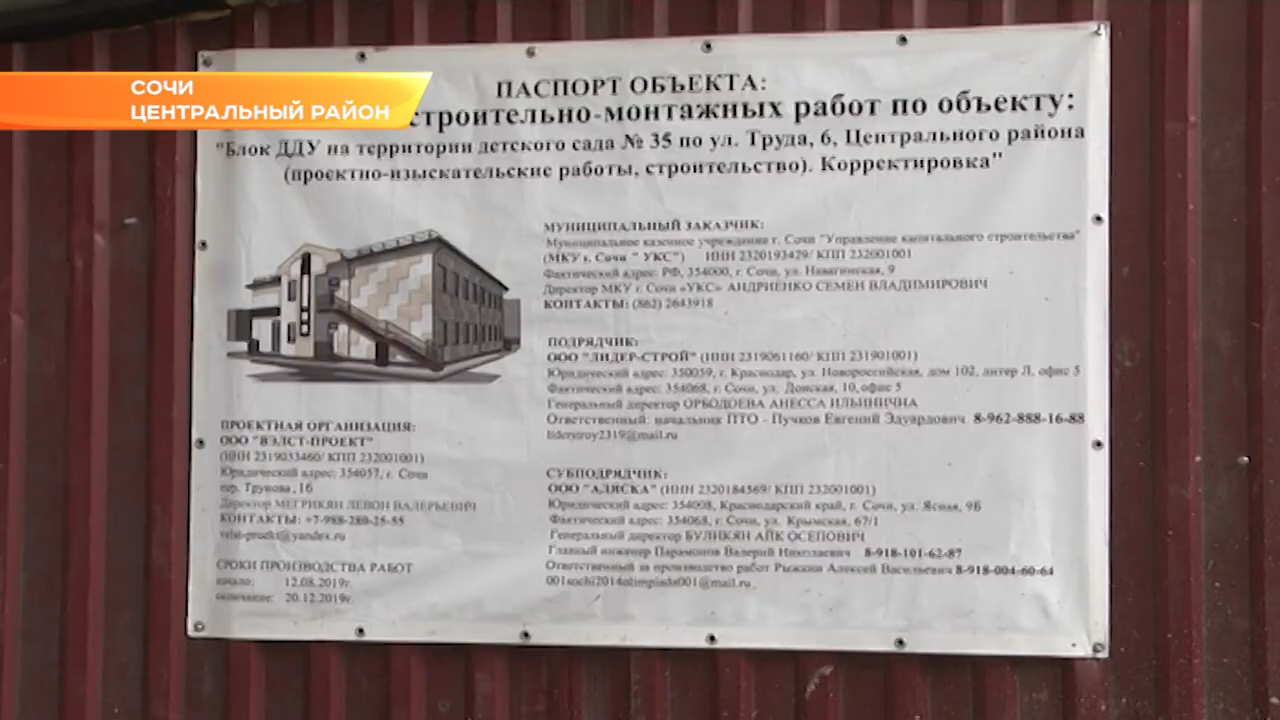 СОЧИ
ЦЕНТРАЛЬНЫЙ РАЙОН
ПАСПОРТ ОБЪЕКТА:
строительно-монтажных работ по объекту:
"Блок ДДУ на территории детского сада № 35 по ул. Труда, 6, Центрального района
(проектно-изыскательские работы, строительство). Корректировка"
МУНИЦИПАЛЬНЫЙ ЗАКАЗЧИК:
Муниципальное казенное учреждение г. Сочи "Управление капитального строительства"
(МКУ г. Сочи " УКС") ИНН 2320193429/ КПП 232001001
Фактический адрес: РФ, 354000, г. Сочи, ул. Навагинская, 9
Директор МКУ г. Сочи «УКС» АНДРИЕНКО СЕМЕН ВЛАДИМИРОВИЧ
КОНТАКТЫ: (862) 2643918
ПОДРЯДЧИК:
ООО "ЛИДЕР-СТРОЙ" (ИНН 2319061160/ КПП 231901001)
Юридический адрес: 350059, г. Краснодар, ул. Новороссийская, дом 102, литер Л, офис 5
Фактический адрес: 354068, г. Сочи, ул. Донская, 10, офис 5
Генеральный директор ОРБОДОЕВА АНЕССА ИЛЬИНИЧНА
Ответственный: начальник ПТО - Пучков Евгений Эдуардович 8-962-888-16-88
liderstroy2319@mail.ru
СУБПОДРЯДЧИК:
ООО "АЛЯСКА" (ИНН 2320184569/ КПП 232001001)
Юридический адрес: 354008, Краснодарский край, г. Сочи, ул. Ясная, 9Б
Фактический адрес: 354068, г. Сочи, ул. Крымская, 67/1
Генеральный директор БУЛИКЯН АЙК ОСЕПОВИЧ
Главный инженер Парамонов Валерий Николаевич 8-918-101-62-87
Ответственный за производство работ Рыжкин Алексей Васильевич 8-918-004-60-64
001sochi2014olimpiada001@mail.ru
ПРОЕКТНАЯ ОРГАНИЗАЦИЯ:
ООО "ВЭЛСТ-ПРОЕКТ"
(ИНН 2319033460/ КПП 232001001)
Юридический адрес: 354057, г. Сочи
пер. Трунова, 16
Директор МЕГРИКЯН ЛЕВОН ВАЛЕРЬЕВИЧ
КОНТАКТЫ: +7-988-280-25-55
velst-proekt@yandex.ru
СРОКИ ПРОИЗВОДСТВА РАБОТ
начало: 12.08.2019г.
окончание: 20.12.2019г.